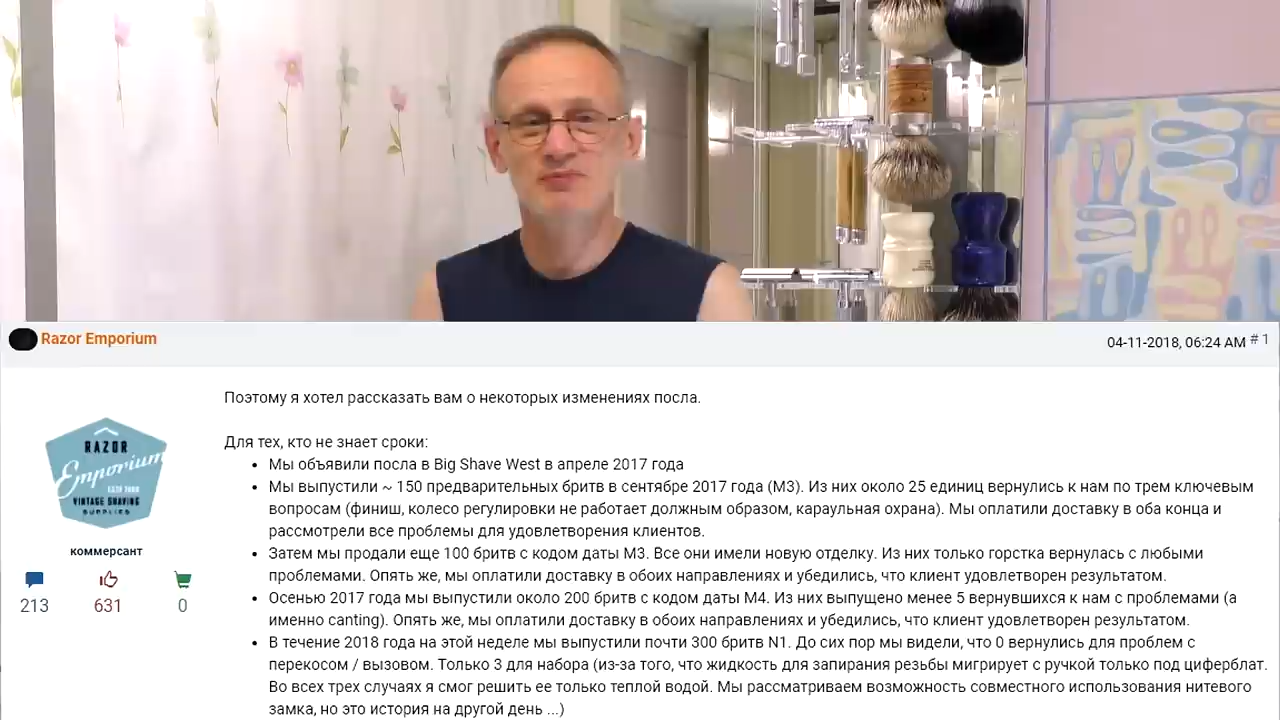 Razor Emporium
04-11-2018, 06:24 AM # 1
Поэтому я хотел рассказать вам о некоторых изменениях посла.
Для тех, кто не знает сроки:
• Мы объявили посла в Big Shave West в апреле 2017 года
• Мы выпустили ~ 150 предварительных бритв в сентябре 2017 года (М3). Из них около 25 единиц вернулись к нам по трем ключевым
вопросам (финиш, колесо регулировки не работает должным образом, караульная охрана). Мы оплатили доставку в оба конца и
рассмотрели все проблемы для удовлетворения клиентов.
• Затем мы продали еще 100 бритв с кодом даты М3. Все они имели новую отделку. Из них только горстка вернулась с любыми
проблемами. Опять же, мы оплатили доставку в обоих направлениях и убедились, что клиент удовлетворен результатом.
• Осенью 2017 года мы выпустили около 200 бритв с кодом даты М4. Из них выпущено менее 5 вернувшихся к нам с проблемами (а
именно canting). Опять же, мы оплатили доставку в обоих направлениях и убедились, что клиент удовлетворен результатом.
• В течение 2018 года на этой неделе мы выпустили почти 300 бритв N1. До сих пор мы видели, что 0 вернулись для проблем с
перекосом / вызовом. Только 3 для набора (из-за того, что жидкость для запирания резьбы мигрирует с ручкой только под циферблат.
Во всех трех случаях я смог решить ее только теплой водой. Мы рассматриваем возможность совместного использования нитевого
замка, но это история на другой день ...)
RAZOR
Emporium
VINTAGE SHAVING
SUPPLIES
коммерсант
213 631 0